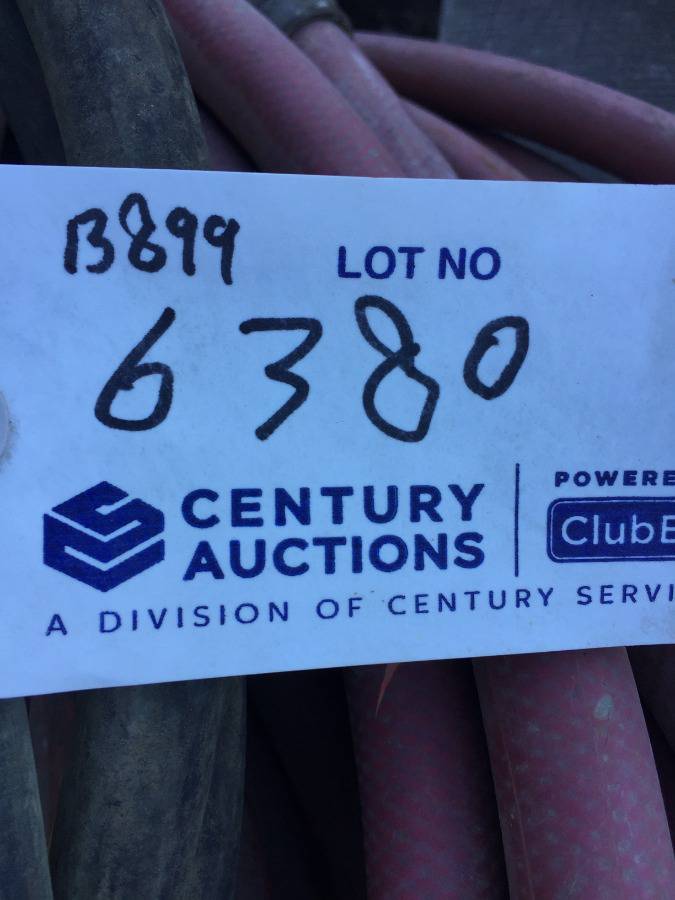 B899
LOT NO
6380
CENTURY
AUCTIONS
POWERE
ClubE
A DIVISION OF CENTURY SERVI